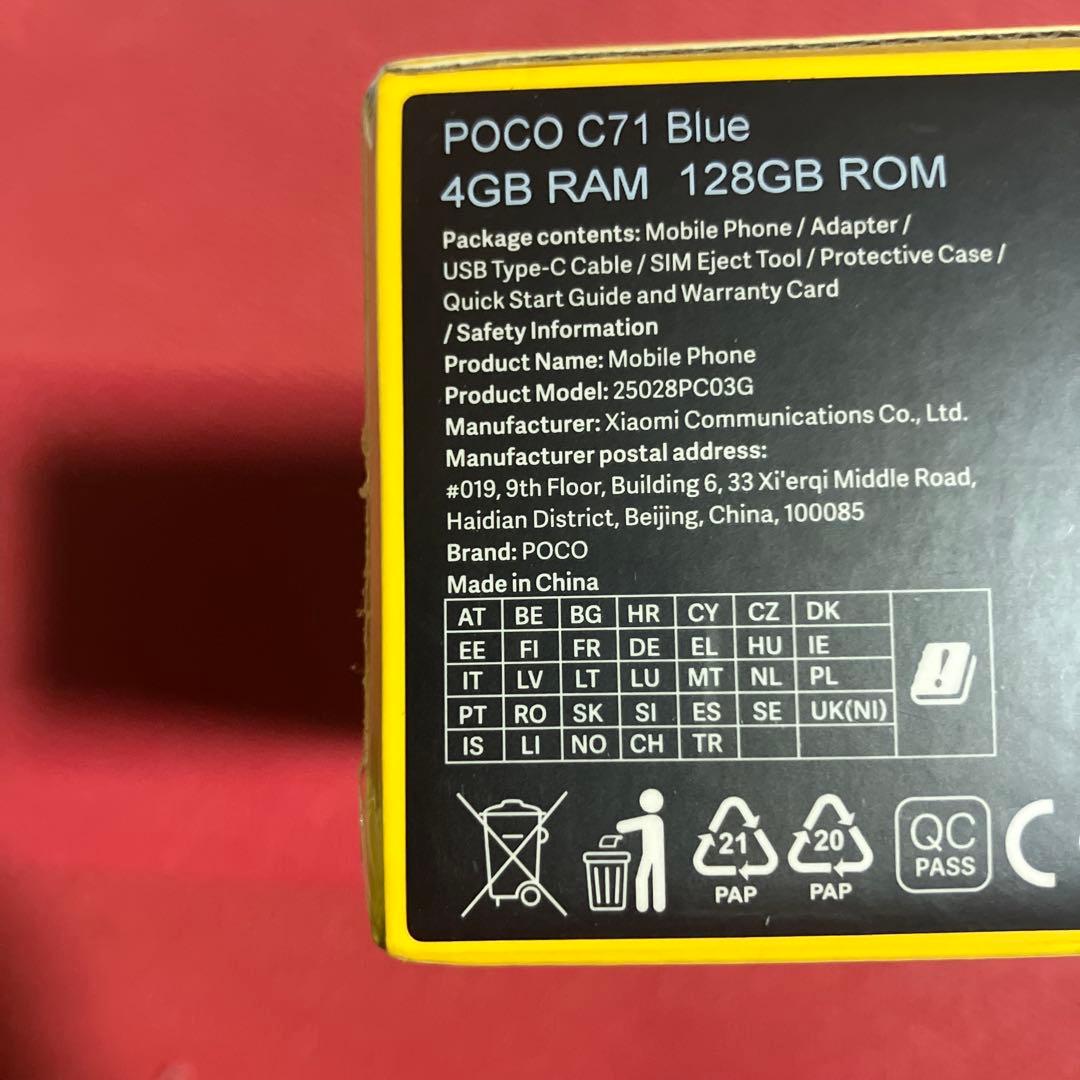 POCO C71 Blue
4GB RAM 128GB ROM
Package contents: Mobile Phone / Adapter /
USB Type-C Cable / SIM Eject Tool / Protective Case /
Quick Start Guide and Warranty Card
/ Safety Information
Product Name: Mobile Phone
Product Model: 25028PC03G
Manufacturer: Xiaomi Communications Co., Ltd.
Manufacturer postal address:
#019, 9th Floor, Building 6, 33 Xi'erqi Middle Road,
Haidian District, Beijing, China, 100085
Brand: POCO
Made in China
AT BE BG HR CY CZ DK
EE FI FR DE EL HU IE
IT LV LT LU MT NL PL
PT RO SK SI ES SE UK(NI)
IS LI NO CH TR
21 20 QC
PAP PAP PASS